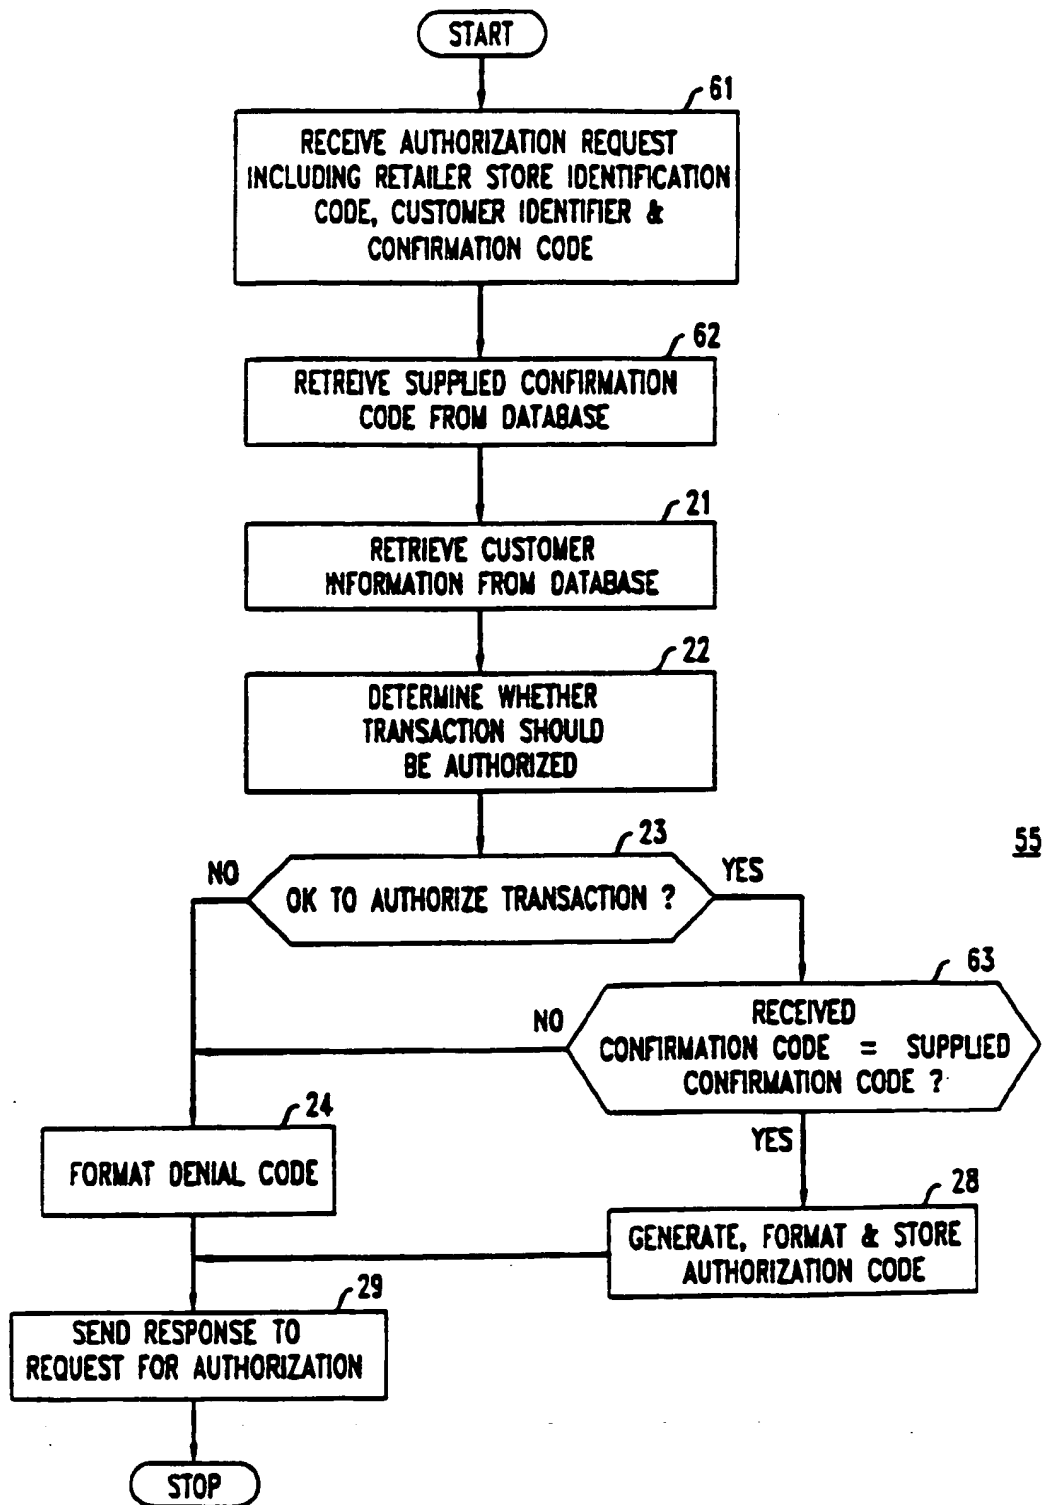 START
61
RECEIVE AUTHORIZATION REQUEST
INCLUDING RETAILER STORE IDENTIFICATION
CODE, CUSTOMER IDENTIFIER &
CONFIRMATION CODE
62
RETREIVE SUPPLIED CONFIRMATION
CODE FROM DATABASE
21
RETRIEVE CUSTOMER
INFORMATION FROM DATABASE
22
DETERMINE WHETHER
TRANSACTION SHOULD
BE AUTHORIZED
23
55
NO
YES
OK TO AUTHORIZE TRANSACTION ?
63
NO
RECEIVED
CONFIRMATION CODE = SUPPLIED
CONFIRMATION CODE ?
24
YES
FORMAT DENIAL CODE
28
GENERATE, FORMAT & STORE
AUTHORIZATION CODE
29
SEND RESPONSE TO
REQUEST FOR AUTHORIZATION
STOP